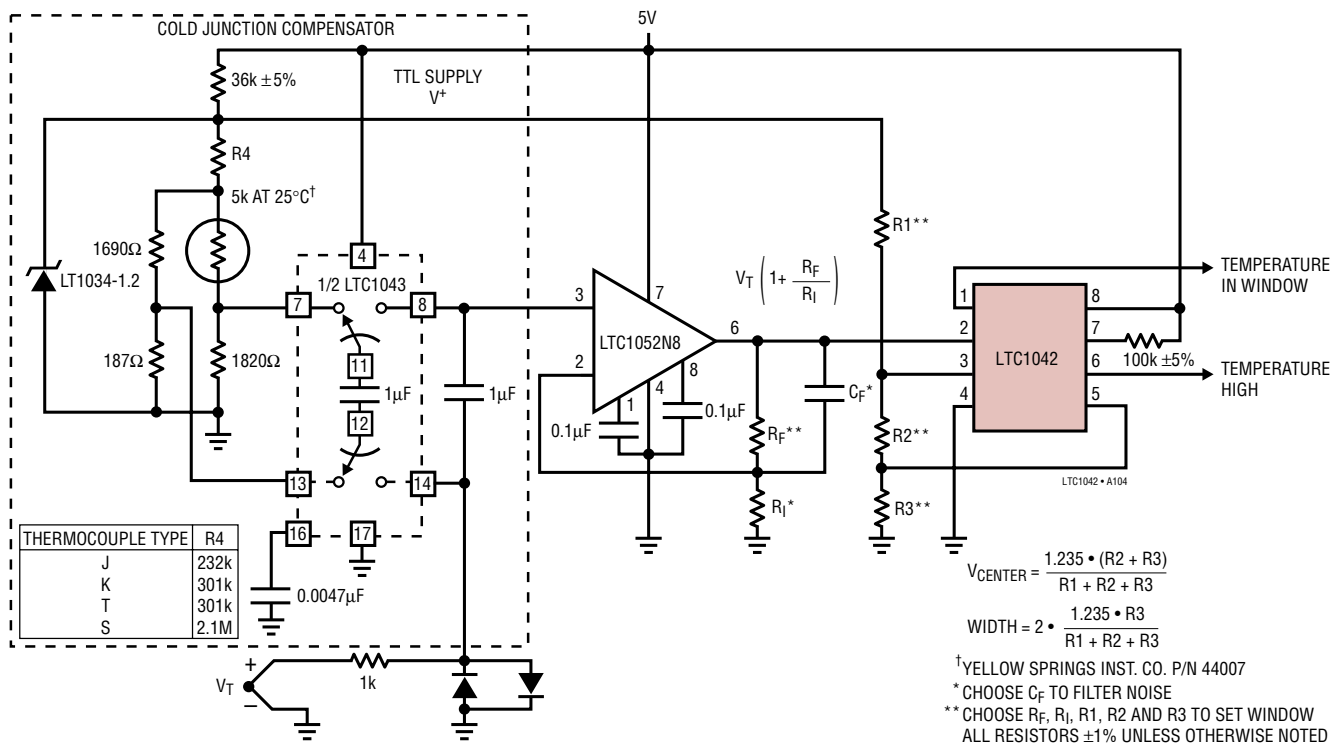 COLD JUNCTION COMPENSATOR
5V
36k ±5%
TTL SUPPLY
V+
R4
5k AT 25°C†
1690Ω
LT1034-1.2
187Ω
1820Ω
4
1/2 LTC1043
7
8
11
1µF
12
13
14
16
17
1µF
0.0047µF
THERMOCOUPLE TYPE R4
J 232k
K 301k
T 301k
S 2.1M
VT
+
–
1k
3
2
7
6
LTC1052N8
8
4
1
0.1µF
0.1µF
VT (1+ RF/RI)
CF*
RF**
RI*
R1**
R2**
R3**
1
2
3
4
LTC1042
8
7
6
5
100k ±5%
TEMPERATURE
IN WINDOW
TEMPERATURE
HIGH
LTC1042 • A104
VCENTER = 1.235 • (R2 + R3) / R1 + R2 + R3
WIDTH = 2 • 1.235 • R3 / R1 + R2 + R3
†YELLOW SPRINGS INST. CO. P/N 44007
* CHOOSE CF TO FILTER NOISE
** CHOOSE RF, RI, R1, R2 AND R3 TO SET WINDOW
ALL RESISTORS ±1% UNLESS OTHERWISE NOTED